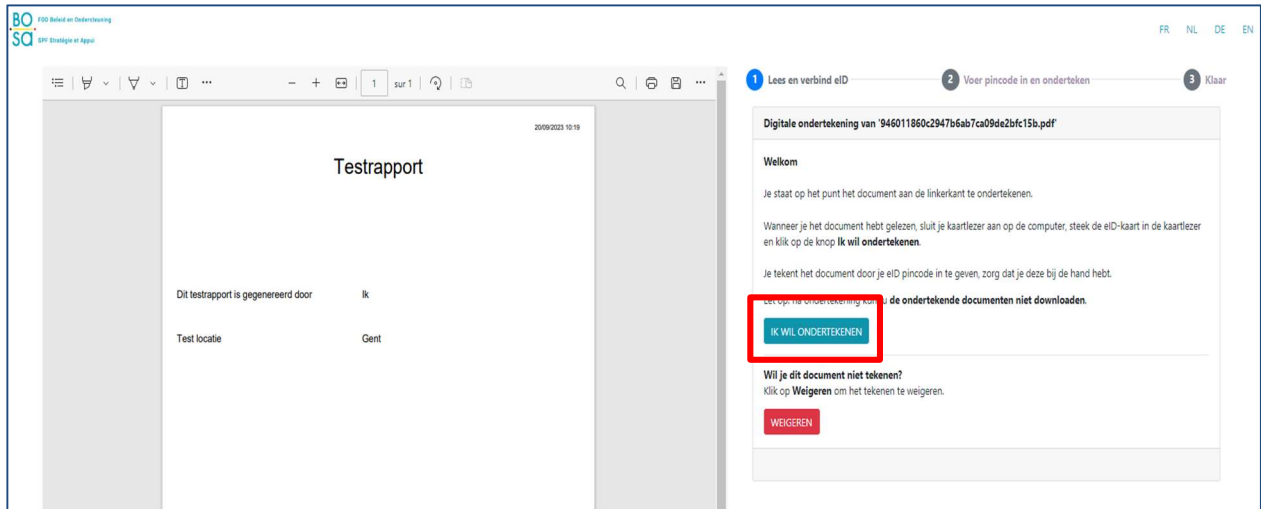 BOSA
FOD Beleid en Ondersteuning
SPF Stratégie et Appui
FR NL DE EN
1 sur 1
20/09/2023 10:19
Testrapport
Dit testrapport is gegenereerd door Ik
Test locatie Gent
1 Lees en verbind eID 2 Voer pincode in en onderteken 3 Klaar
Digitale ondertekening van '946011860c2947b6ab7ca09de2bfc15b.pdf'
Welkom
Je staat op het punt het document aan de linkerkant te ondertekenen.
Wanneer je het document hebt gelezen, sluit je kaartlezer aan op de computer, steek de eID-kaart in de kaartlezer
en klik op de knop Ik wil ondertekenen.
Je tekent het document door je eID pincode in te geven, zorg dat je deze bij de hand hebt.
Let op: na ondertekening kunt u de ondertekende documenten niet downloaden.
IK WIL ONDERTEKENEN
Wil je dit document niet tekenen?
Klik op Weigeren om het tekenen te weigeren.
WEIGEREN